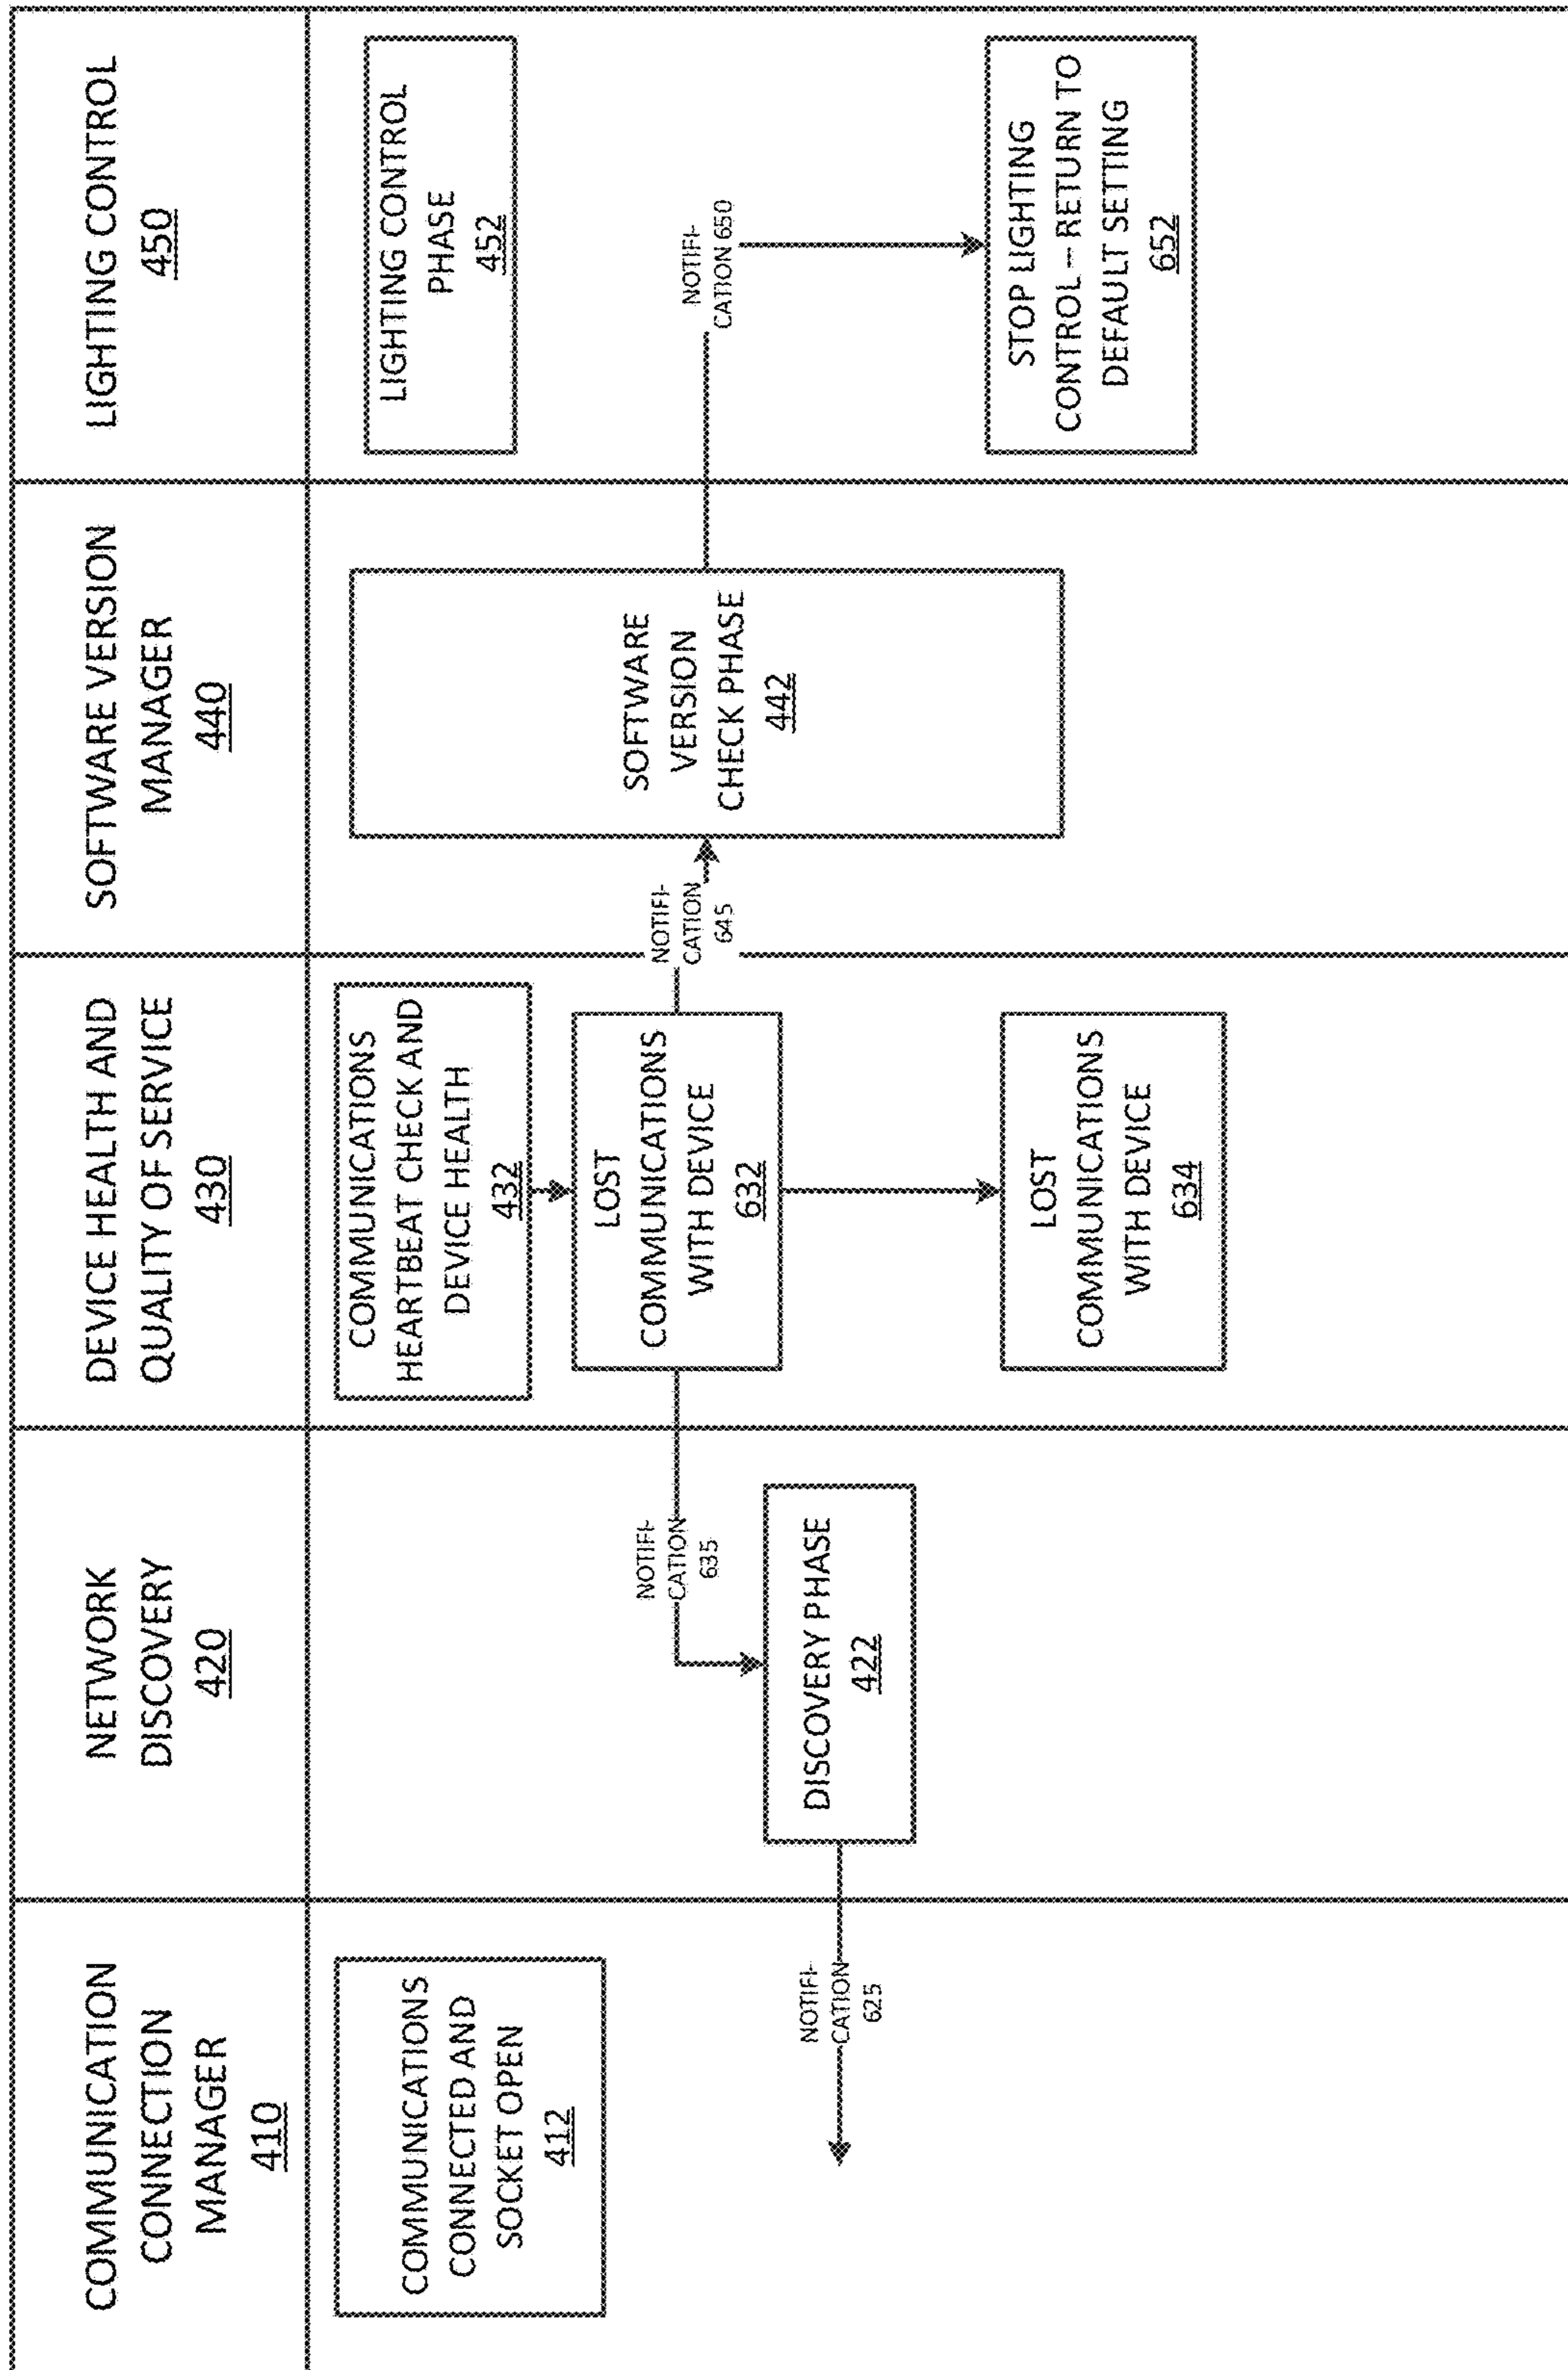 COMMUNICATION
CONNECTION
MANAGER
410
NETWORK
DISCOVERY
420
DEVICE HEALTH AND
QUALITY OF SERVICE
430
SOFTWARE VERSION
MANAGER
440
LIGHTING CONTROL
450
COMMUNICATIONS
CONNECTED AND
SOCKET OPEN
412
NOTIFI-
CATION
625
DISCOVERY PHASE
422
NOTIFI-
CATION
635
COMMUNICATIONS
HEARTBEAT CHECK AND
DEVICE HEALTH
432
LOST
COMMUNICATIONS
WITH DEVICE
632
LOST
COMMUNICATIONS
WITH DEVICE
634
NOTIFI-
CATION
645
SOFTWARE
VERSION
CHECK PHASE
442
LIGHTING CONTROL
PHASE
452
NOTIFI-
CATION 650
STOP LIGHTING
CONTROL – RETURN TO
DEFAULT SETTING
652